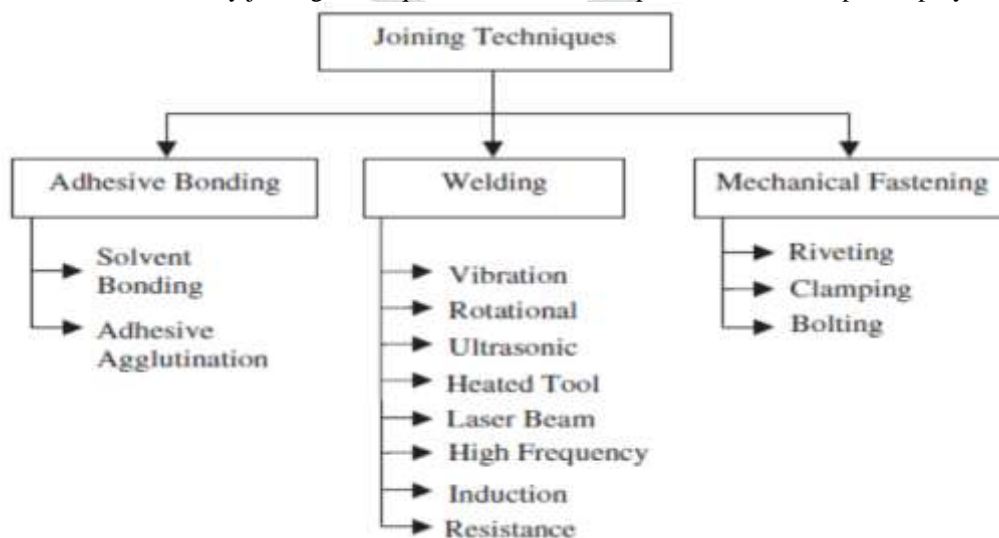 Joining Techniques
Adhesive Bonding
Solvent
Bonding
Adhesive
Agglutination
Welding
Vibration
Rotational
Ultrasonic
Heated Tool
Laser Beam
High Frequency
Induction
Resistance
Mechanical Fastening
Riveting
Clamping
Bolting